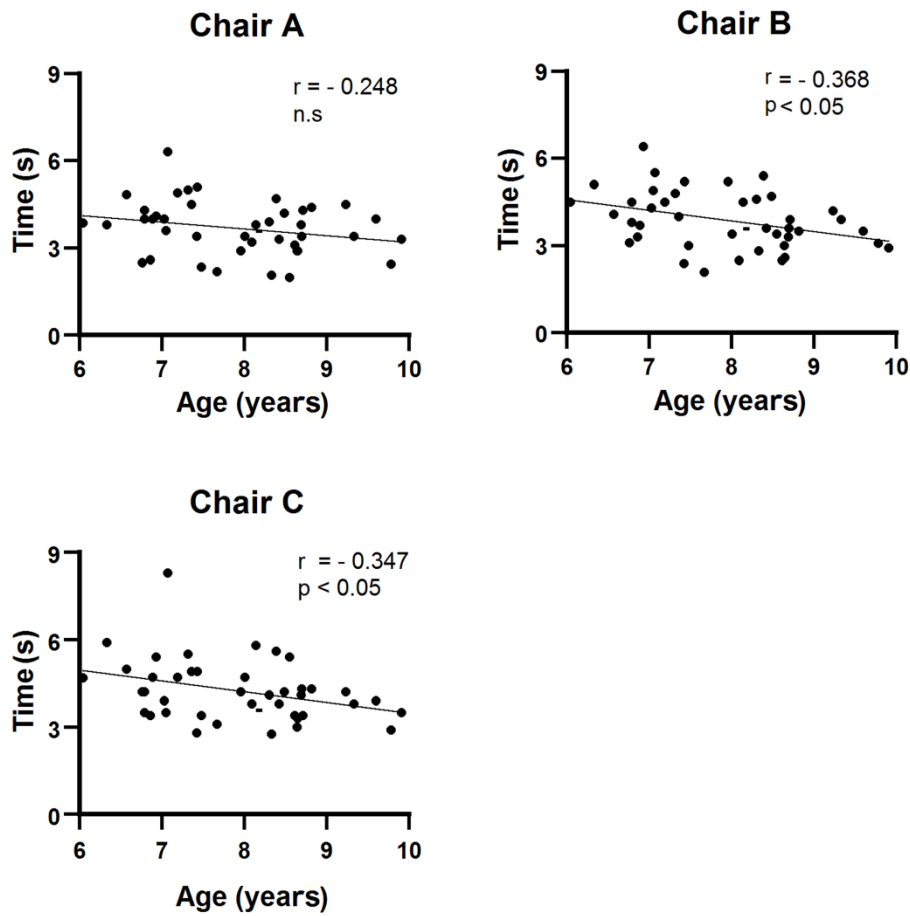 Chair A
r = - 0.248
n.s
9
6
3
0
Time (s)
6 7 8 9 10
Age (years)
Chair B
r = - 0.368
p < 0.05
9
6
3
0
Time (s)
6 7 8 9 10
Age (years)
Chair C
r = - 0.347
p < 0.05
9
6
3
0
Time (s)
6 7 8 9 10
Age (years)